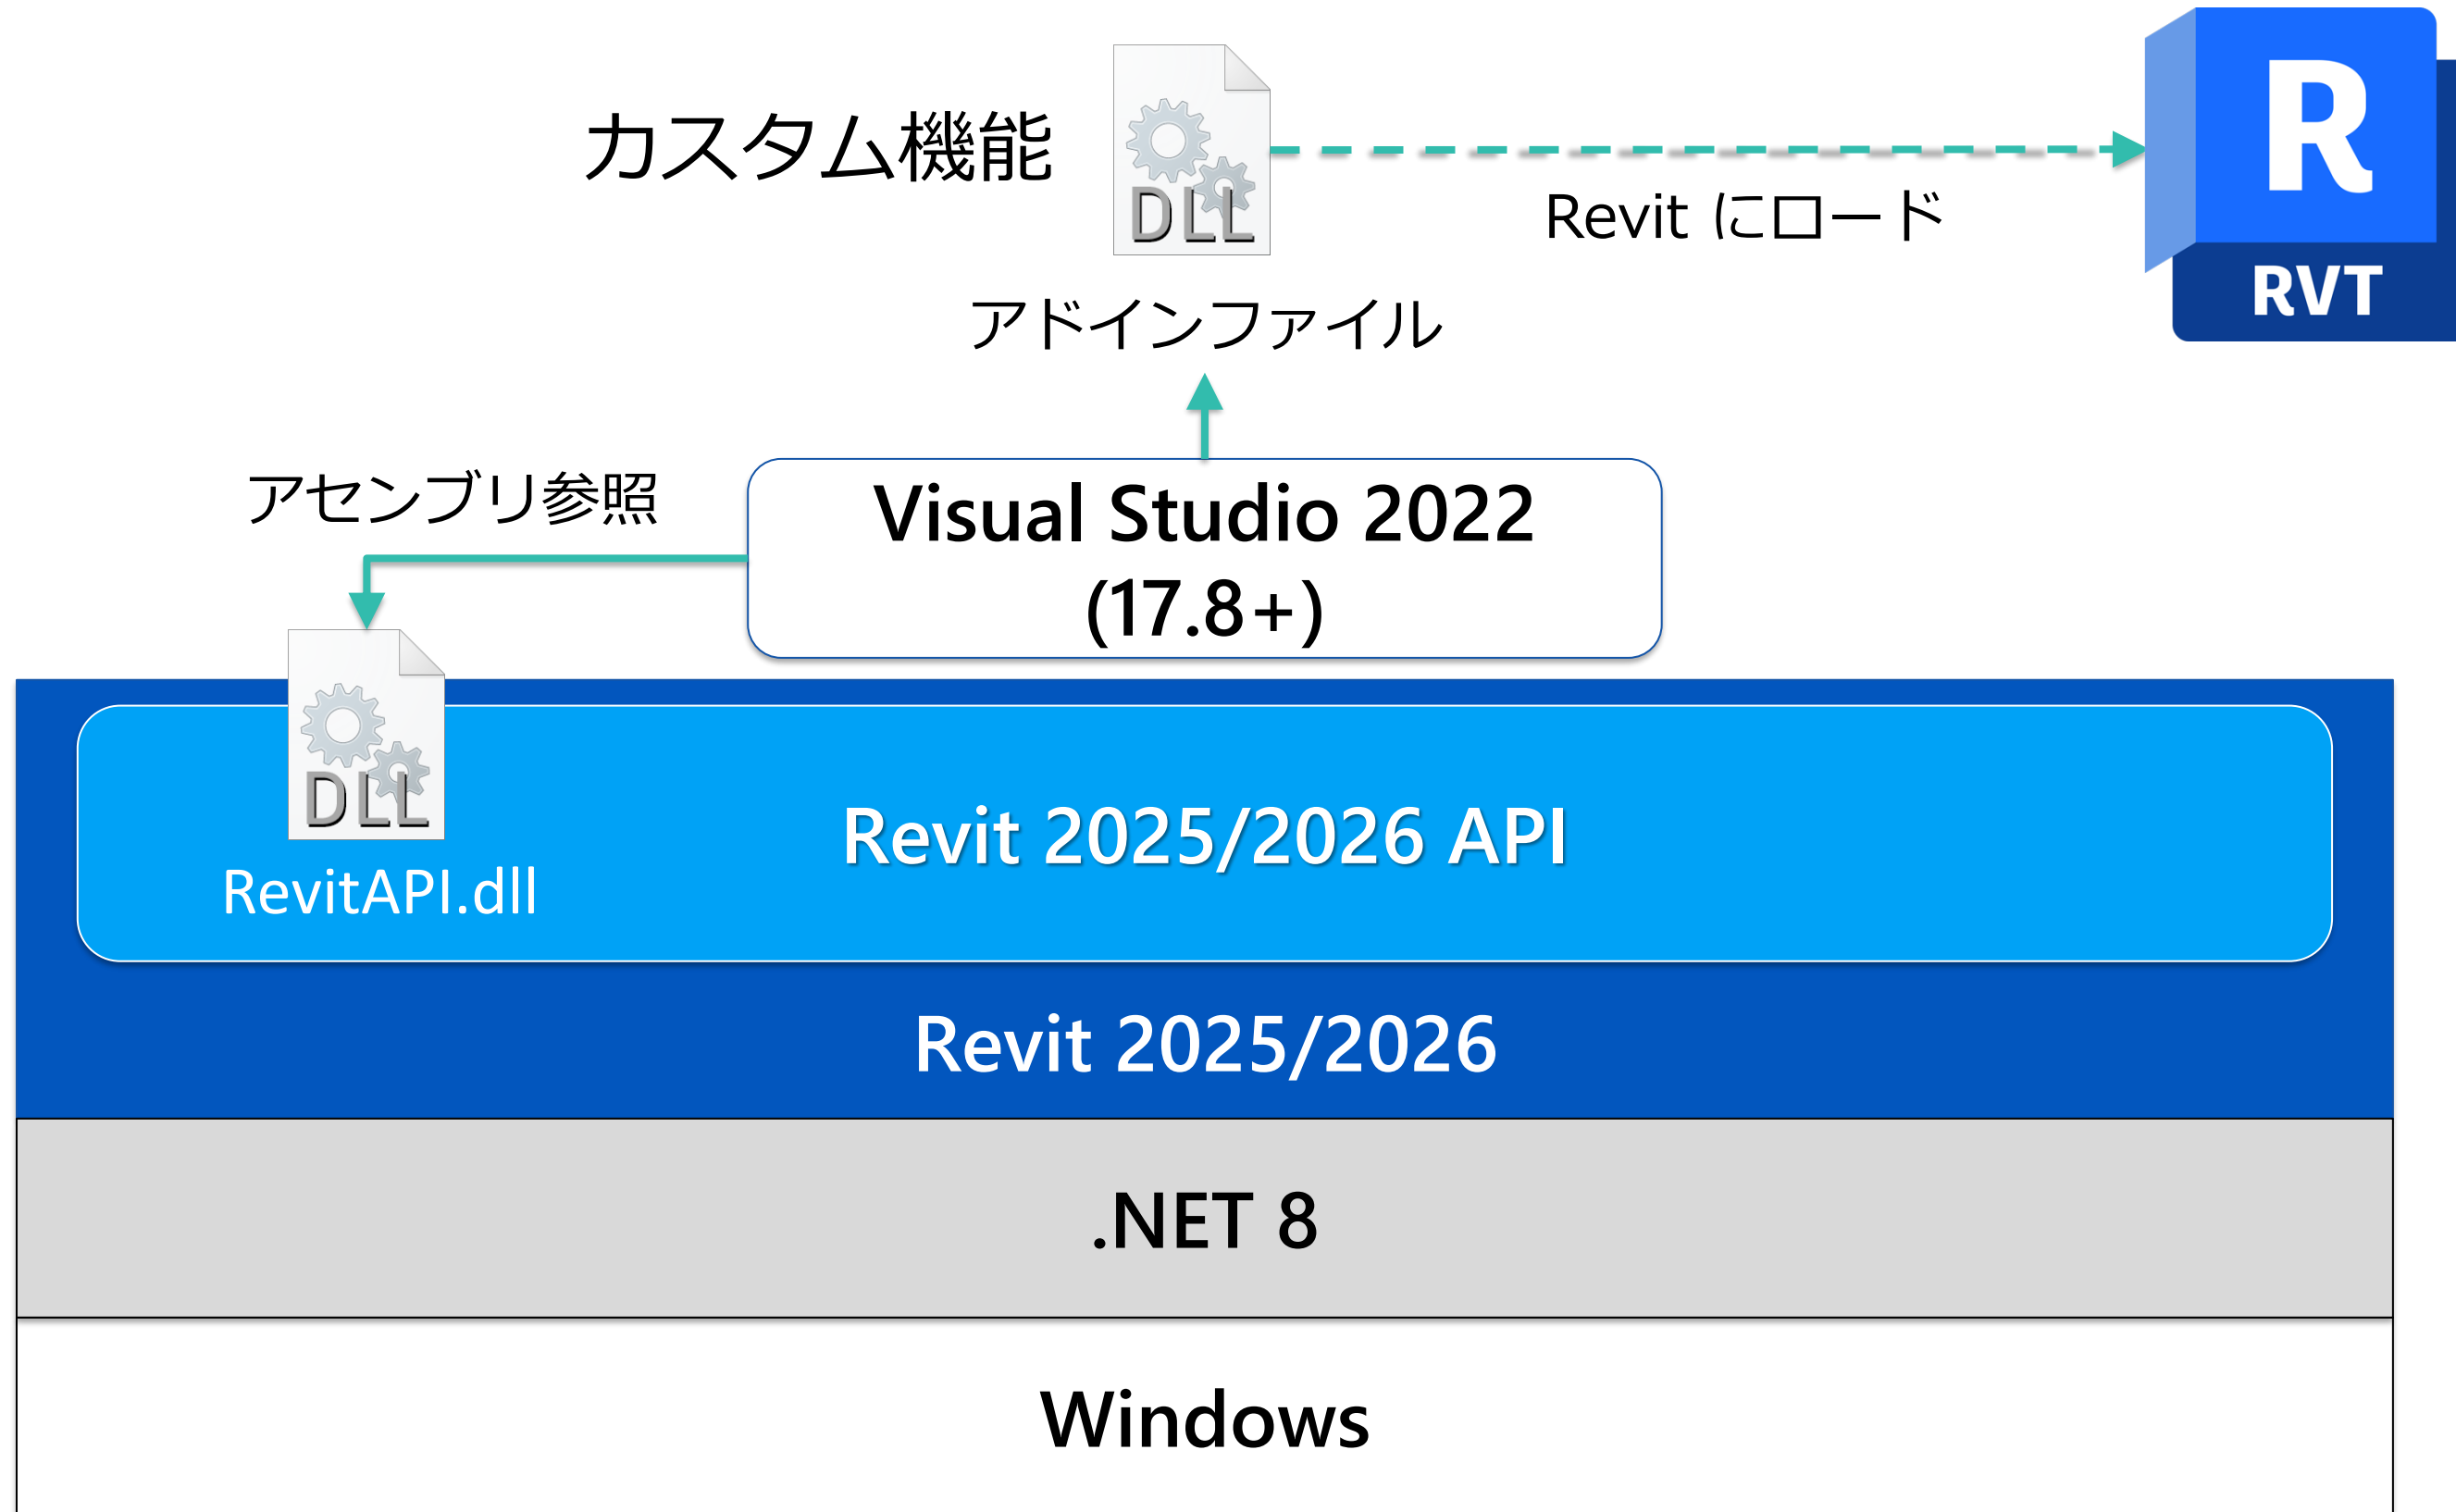 カスタム機能
DLL
R
RVT
Revit にロード
アドインファイル
アセンブリ参照
Visual Studio 2022
(17.8+)
DLL
RevitAPI.dll
Revit 2025/2026 API
Revit 2025/2026
.NET 8
Windows